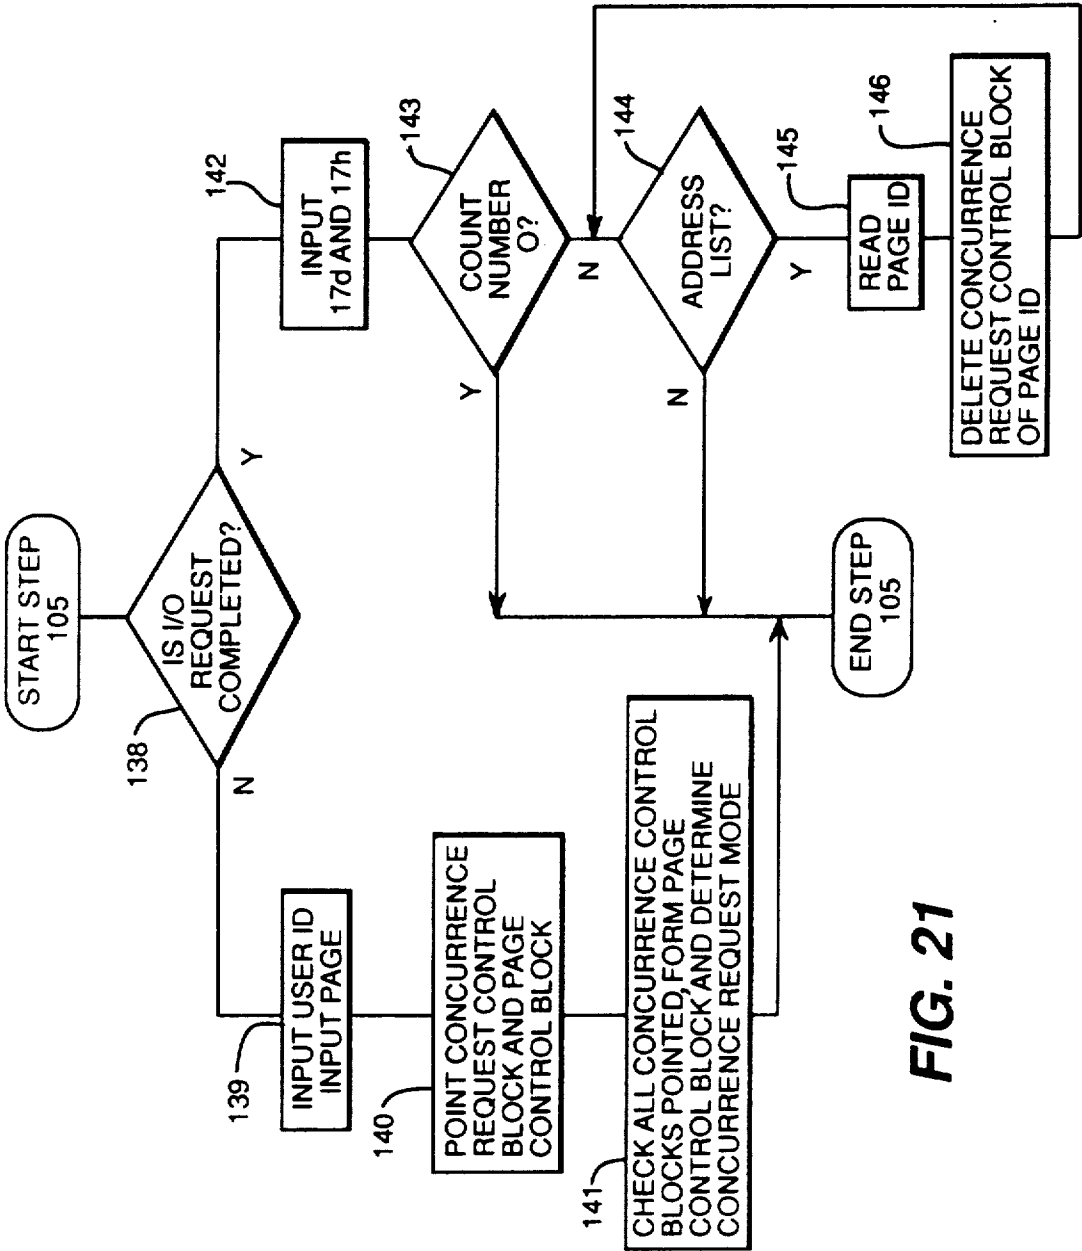 START STEP
105
138
IS I/O
REQUEST
COMPLETED?
N
Y
139
INPUT USER ID
INPUT PAGE
140
POINT CONCURRENCE
REQUEST CONTROL
BLOCK AND PAGE
CONTROL BLOCK
141
CHECK ALL CONCURRENCE CONTROL
BLOCKS POINTED, FORM PAGE
CONTROL BLOCK, AND DETERMINE
CONCURRENCE REQUEST MODE
142
INPUT
17d AND 17h
143
COUNT
NUMBER
O?
Y
N
144
ADDRESS
LIST?
N
Y
145
READ
PAGE ID
146
DELETE CONCURRENCE
REQUEST CONTROL BLOCK
OF PAGE ID
END STEP
105
FIG. 21